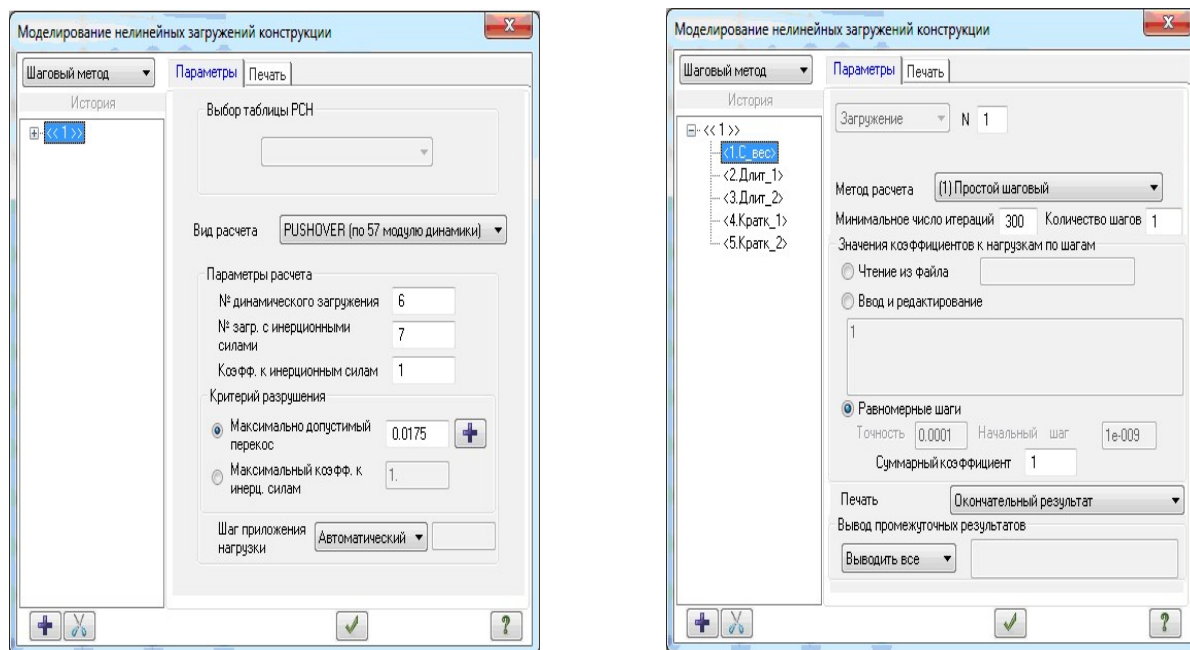 Моделирование нелинейных загружений конструкции
Шаговый метод
Параметры
Печать
История
<< 1 >>
Выбор таблицы РСН
Вид расчета PUSHOVER (по 57 модулю динамики)
Параметры расчета
№ динамического загружения 6
№ загр. с инерционными
силами
7
Коэфф. к инерционным силам 1
Критерий разрушения
Максимально допустимый
перекос
0.0175
Максимальный коэфф. к
инерц. силам
1.
Шаг приложения
нагрузки
Автоматический
Моделирование нелинейных загружений конструкции
Шаговый метод
Параметры
Печать
История
<< 1 >>
<1.С_вес>
<2.Длит_1>
<3.Длит_2>
<4.Кратк_1>
<5.Кратк_2>
Загружение N 1
Метод расчета (1) Простой шаговый
Минимальное число итераций 300 Количество шагов 1
Значения коэффициентов к нагрузкам по шагам
Чтение из файла
Ввод и редактирование
1
Равномерные шаги
Точность 0.0001 Начальный шаг 1e-009
Суммарный коэффициент 1
Печать Окончательный результат
Вывод промежуточных результатов
Выводить все